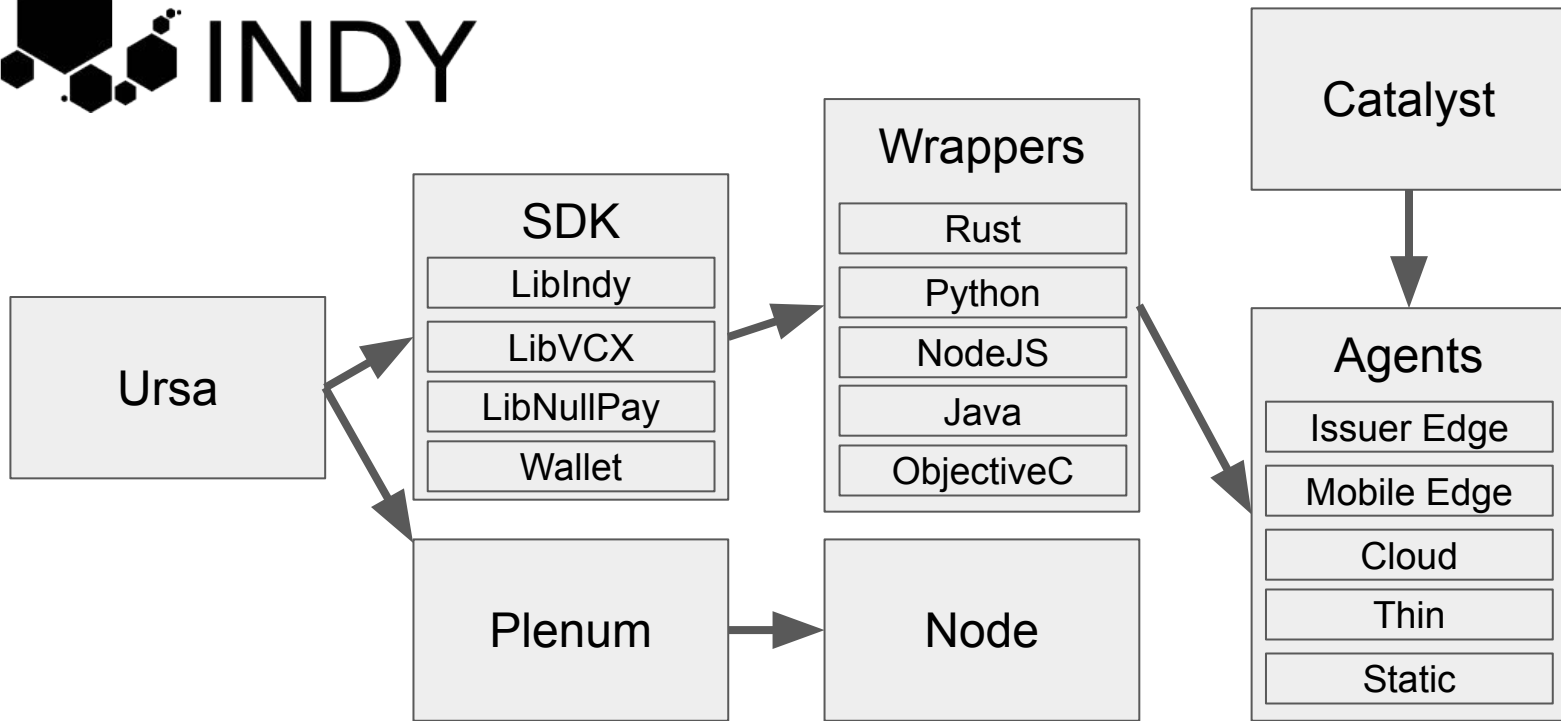 INDY
Ursa
SDK
LibIndy
LibVCX
LibNullPay
Wallet
Plenum
Wrappers
Rust
Python
NodeJS
Java
ObjectiveC
Node
Catalyst
Agents
Issuer Edge
Mobile Edge
Cloud
Thin
Static